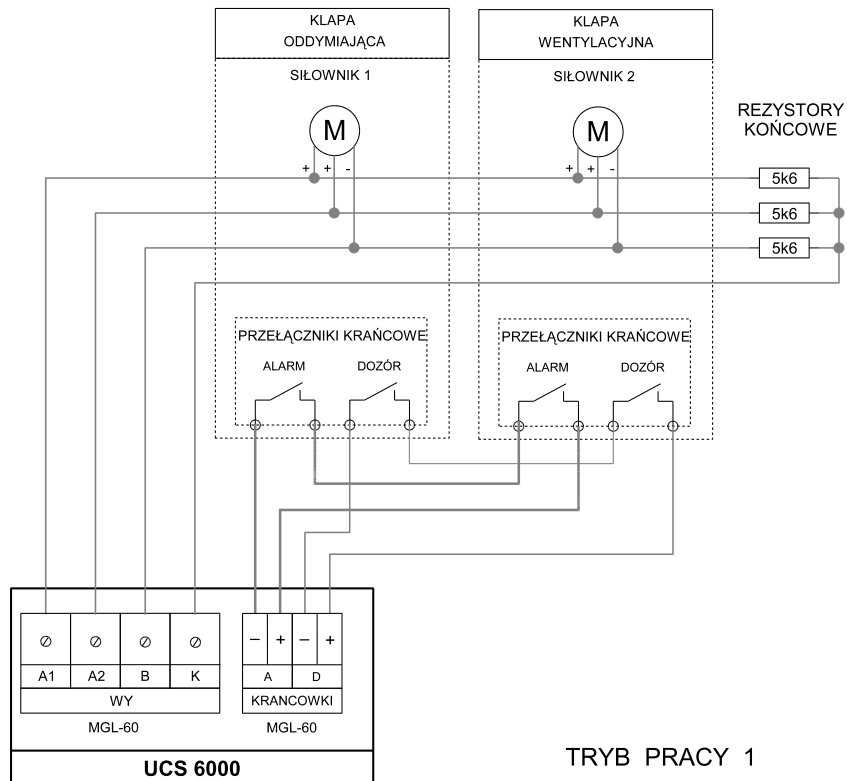 KLAPA
ODDYMIAJĄCA
KLAPA
WENTYLACYJNA
SIŁOWNIK 1
SIŁOWNIK 2
REZYSTORY
KOŃCOWE
M
M
+ + -
+ + -
5k6
5k6
5k6
PRZEŁĄCZNIKI KRAŃCOWE
PRZEŁĄCZNIKI KRAŃCOWE
ALARM DOZÓR
ALARM DOZÓR
− + − +
A1 A2 B K
A D
WY
KRANCOWKI
MGL-60
MGL-60
UCS 6000
TRYB PRACY 1